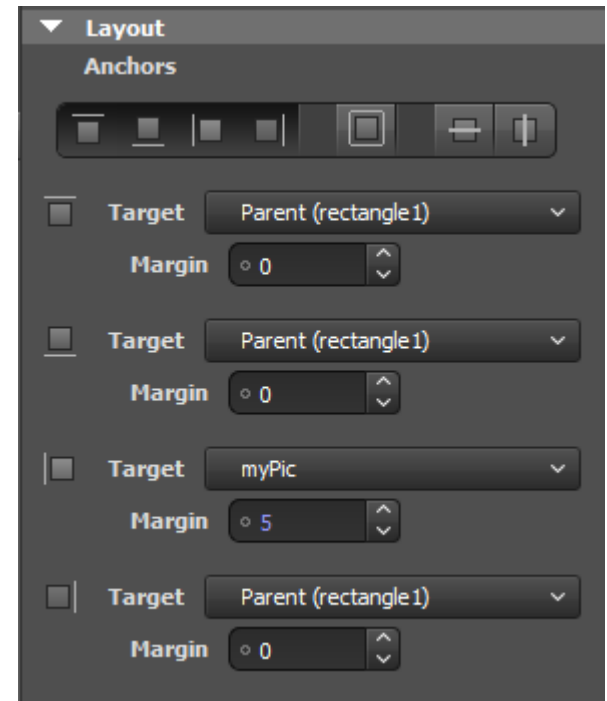 Layout
Anchors
Target Parent (rectangle1)
Margin 0
Target Parent (rectangle1)
Margin 0
Target myPic
Margin 5
Target Parent (rectangle1)
Margin 0